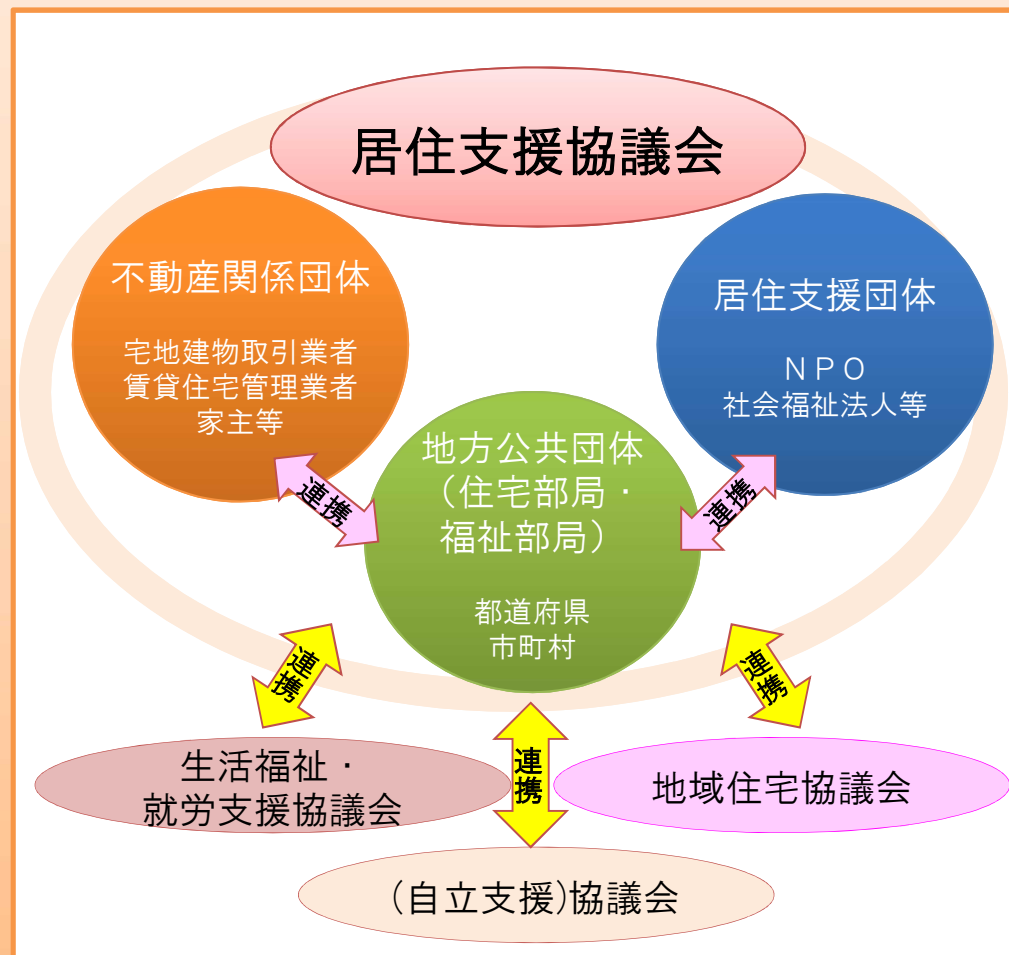 居住支援協議会
不動産関係団体
宅地建物取引業者
賃貸住宅管理業者
家主等
居住支援団体
ＮＰＯ
社会福祉法人等
地方公共団体
（住宅部局・
福祉部局）
都道府県
市町村
連携
連携
連携
連携
連携
生活福祉・
就労支援協議会
地域住宅協議会
(自立支援)協議会